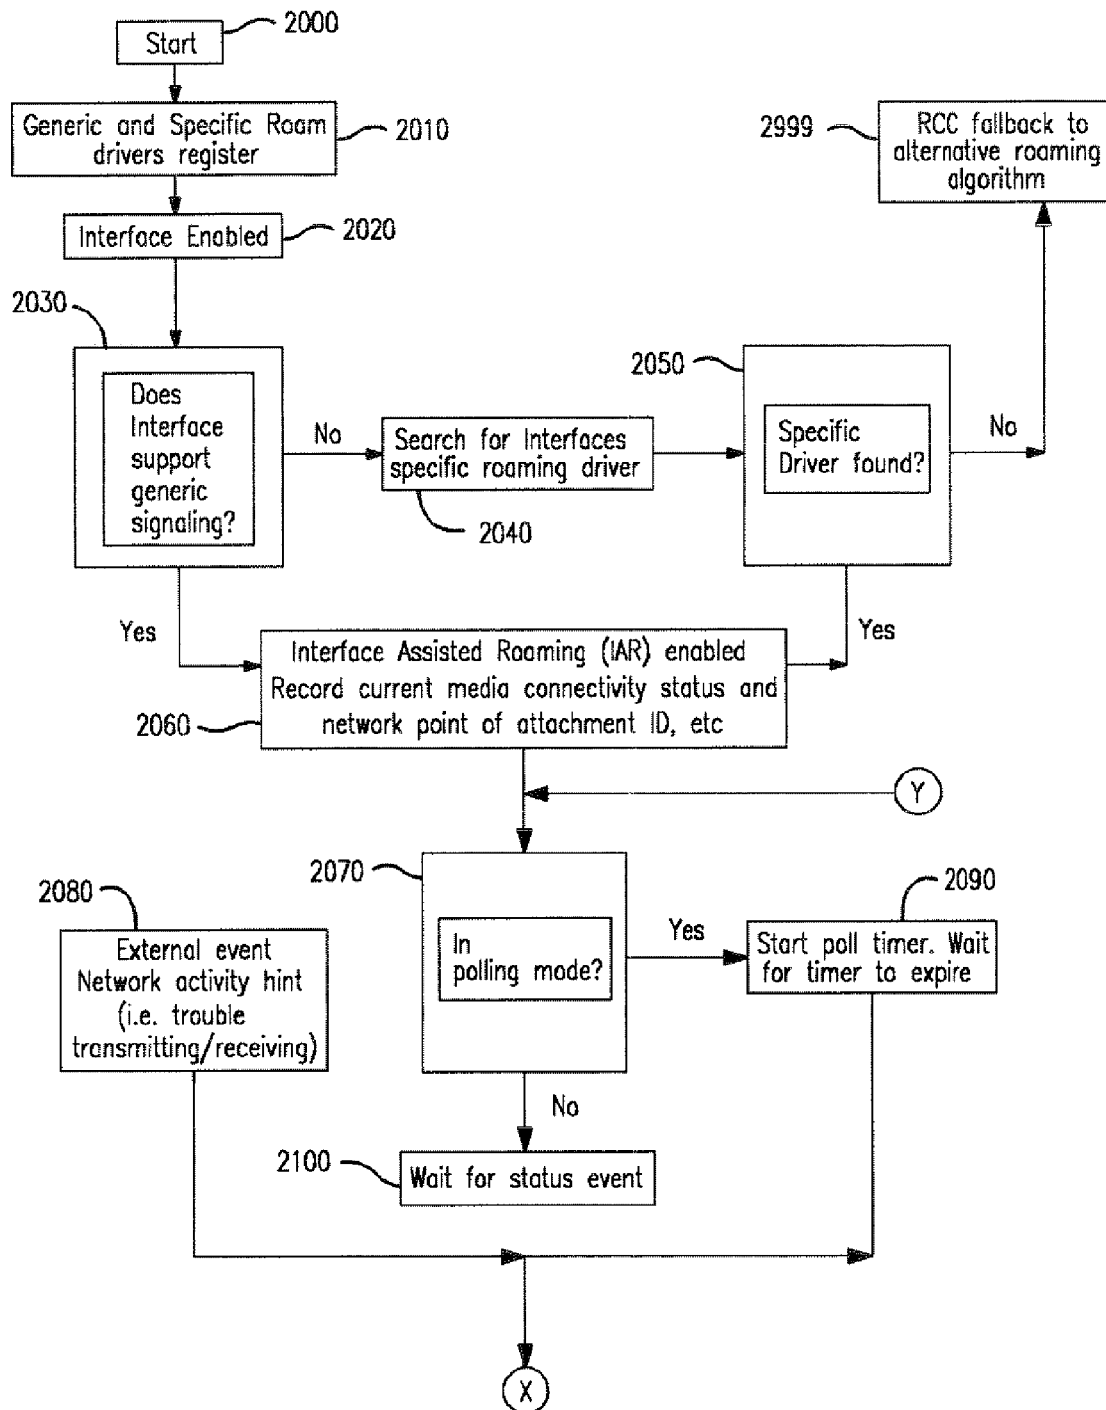 Start
2000
Generic and Specific Roam
drivers register
2010
2999
RCC fallback to
alternative roaming
algorithm
Interface Enabled
2020
2030
Does
Interface
support
generic
signaling?
No
Search for Interfaces
specific roaming driver
2040
2050
Specific
Driver found?
No
Yes
Yes
Interface Assisted Roaming (IAR) enabled
Record current media connectivity status and
network point of attachment ID, etc
2060
Y
2070
In
polling mode?
Yes
2080
External event
Network activity hint
(i.e. trouble
transmitting/receiving)
2090
Start poll timer. Wait
for timer to expire
No
2100
Wait for status event
X